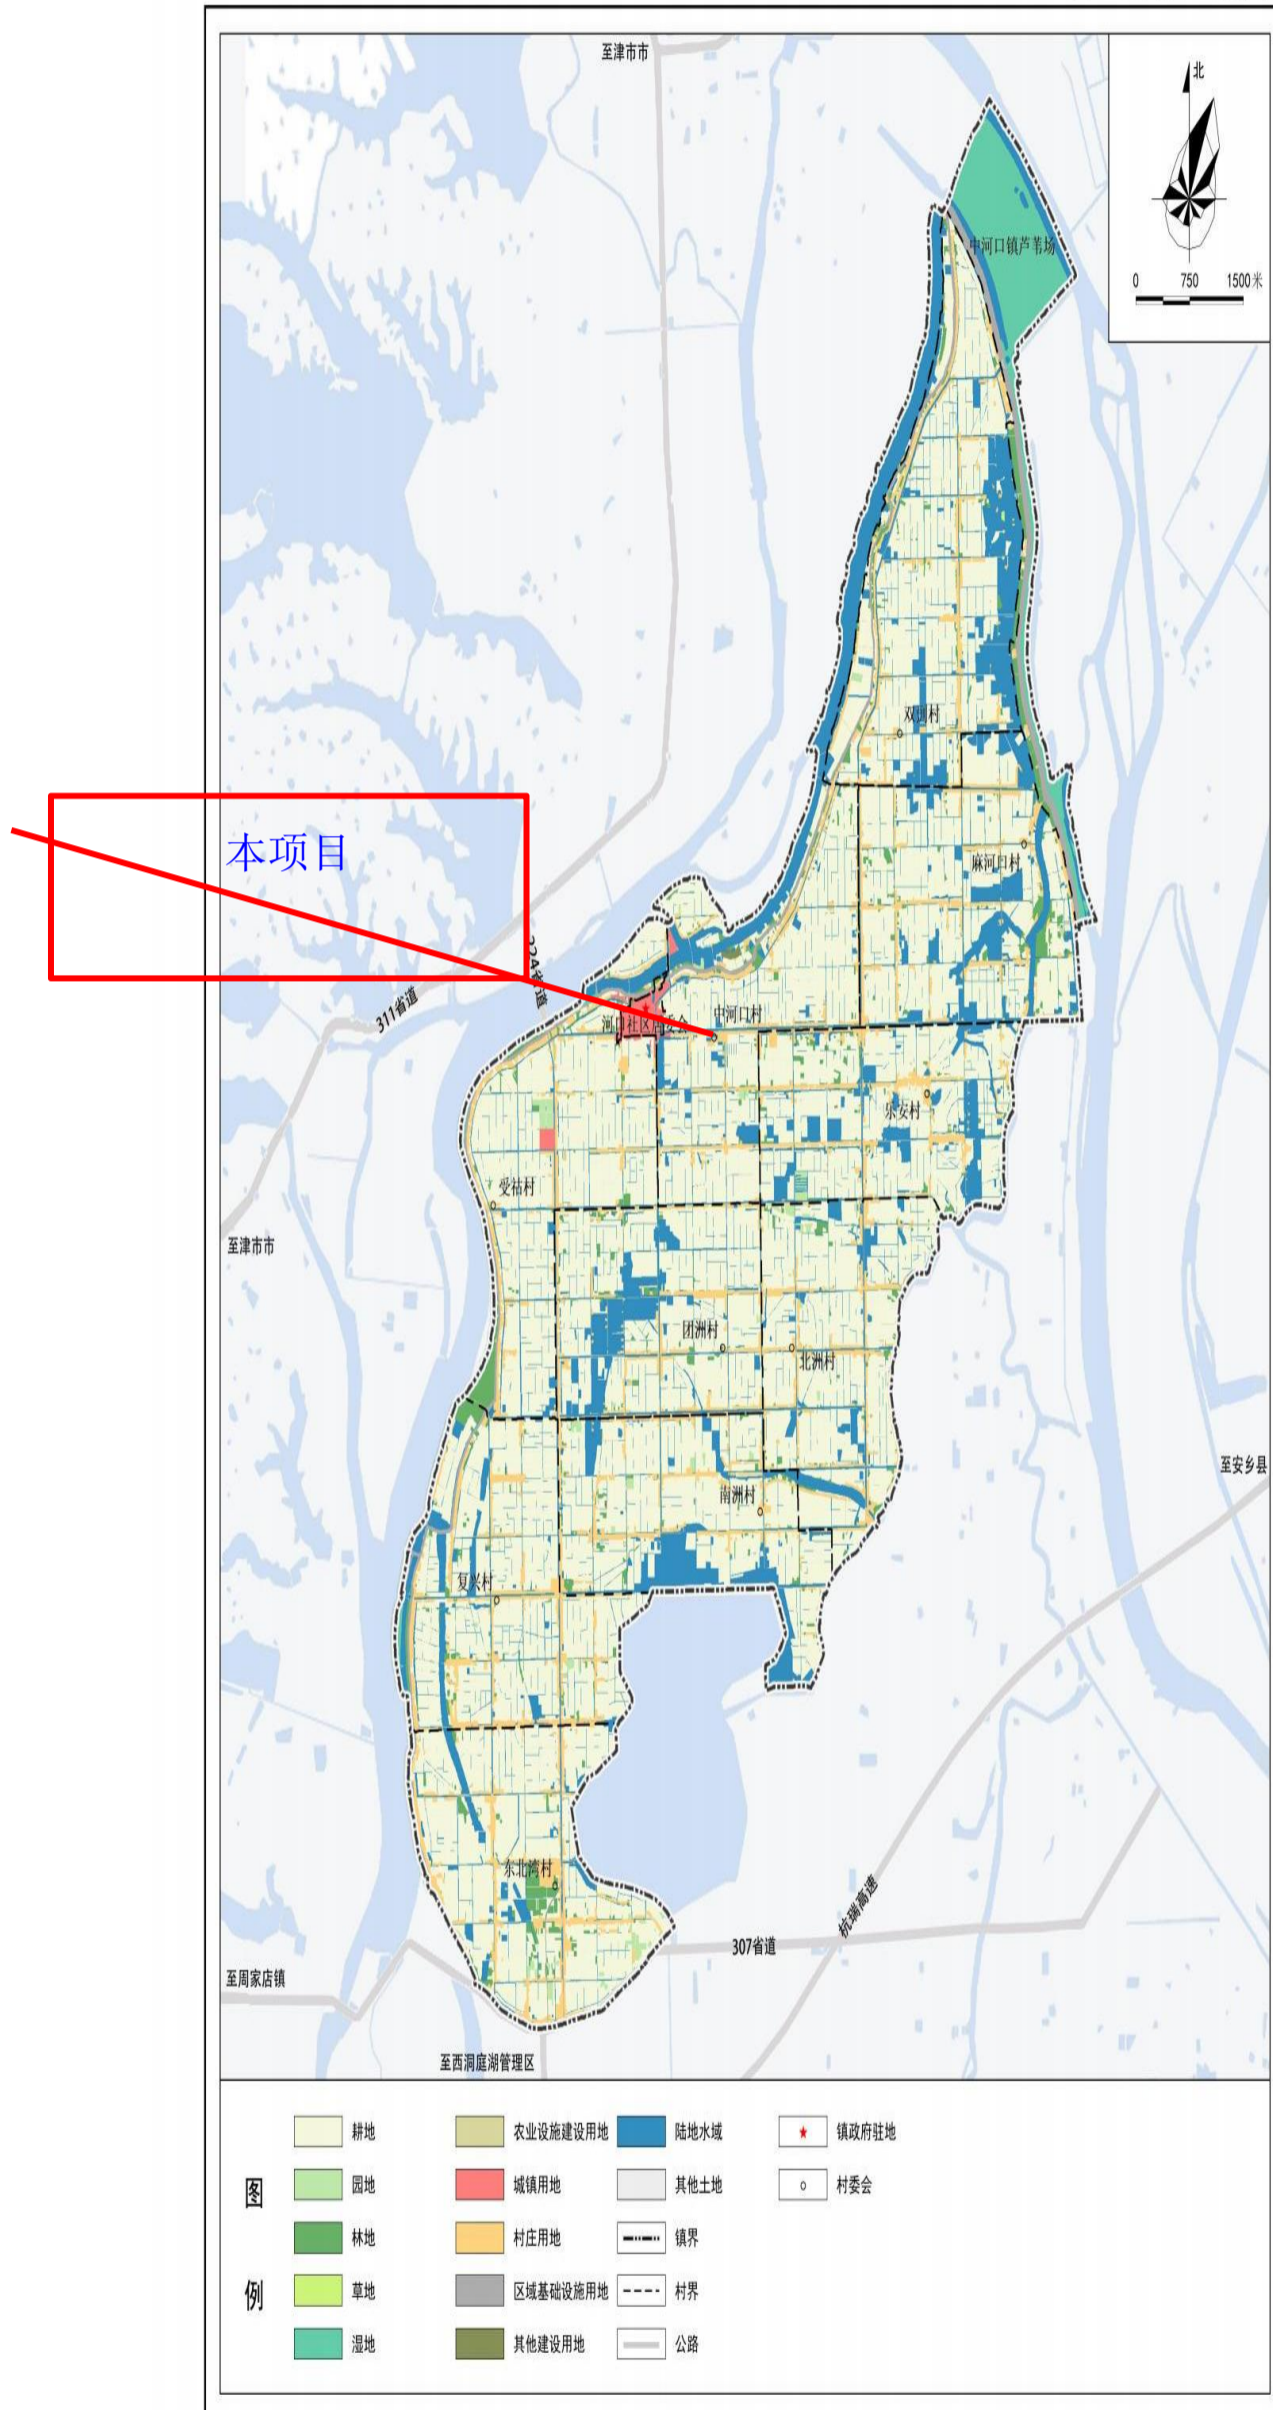 至津市市
北
0 750 1500米
中河口镇芦苇场
双坰村
本项目
麻河口村
224省道
311省道
中河口村
河口社区居委会
乐安村
受祜村
至津市市
团洲村
北洲村
至安乡县
南洲村
复兴村
东北湾村
杭瑞高速
307省道
至周家店镇
至西洞庭湖管理区
图例
耕地 农业设施建设用地 陆地水域 镇政府驻地
园地 城镇用地 其他土地 村委会
林地 村庄用地 镇界
草地 区域基础设施用地 村界
湿地 其他建设用地 公路